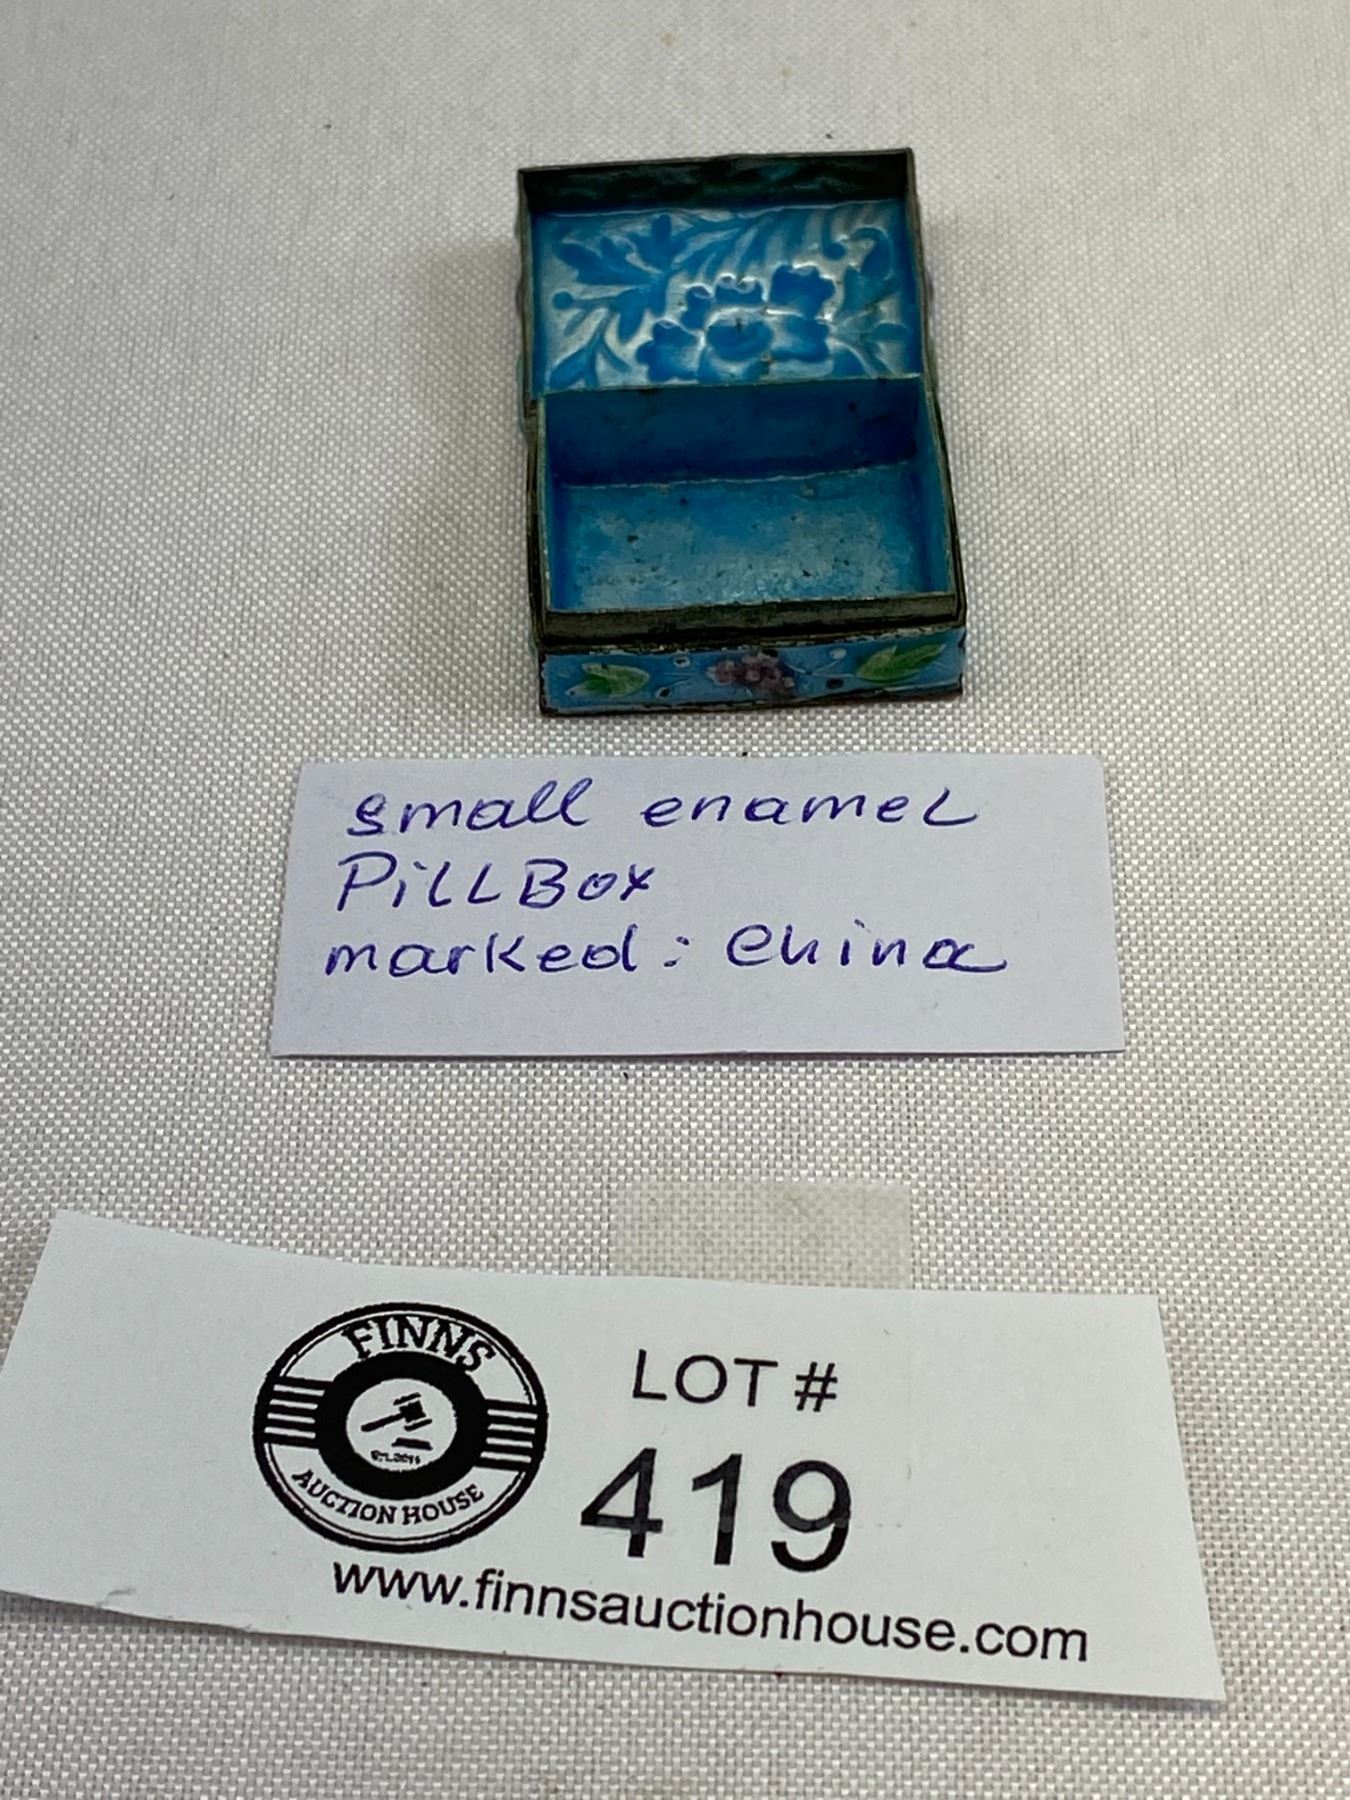 small enamel
PillBox
marked: China
FINNS
AUCTION HOUSE
LOT #
419
www.finnsauctionhouse.com